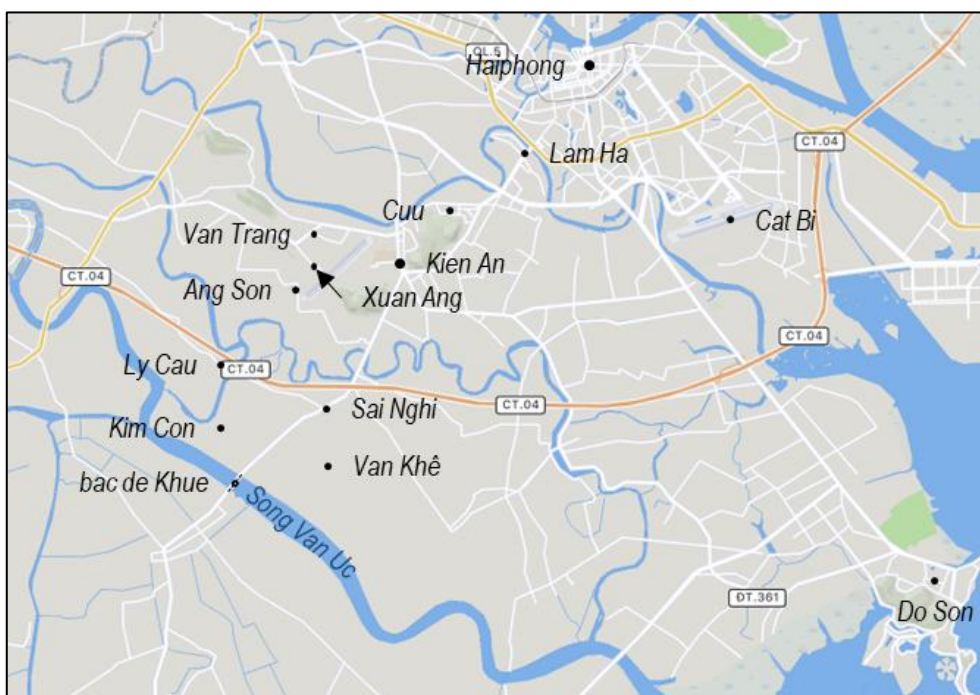 QL.5
Haiphong
CT.04
Lam Ha
Cuu
Cat Bi
Van Trang
Kien An
CT.04
Ang Son
Xuan Ang
CT.04
Ly Cau
CT.04
CT.04
Sai Nghi
Kim Con
Van Khê
bac de Khue
Song Van Uc
ĐT.361
Do Son